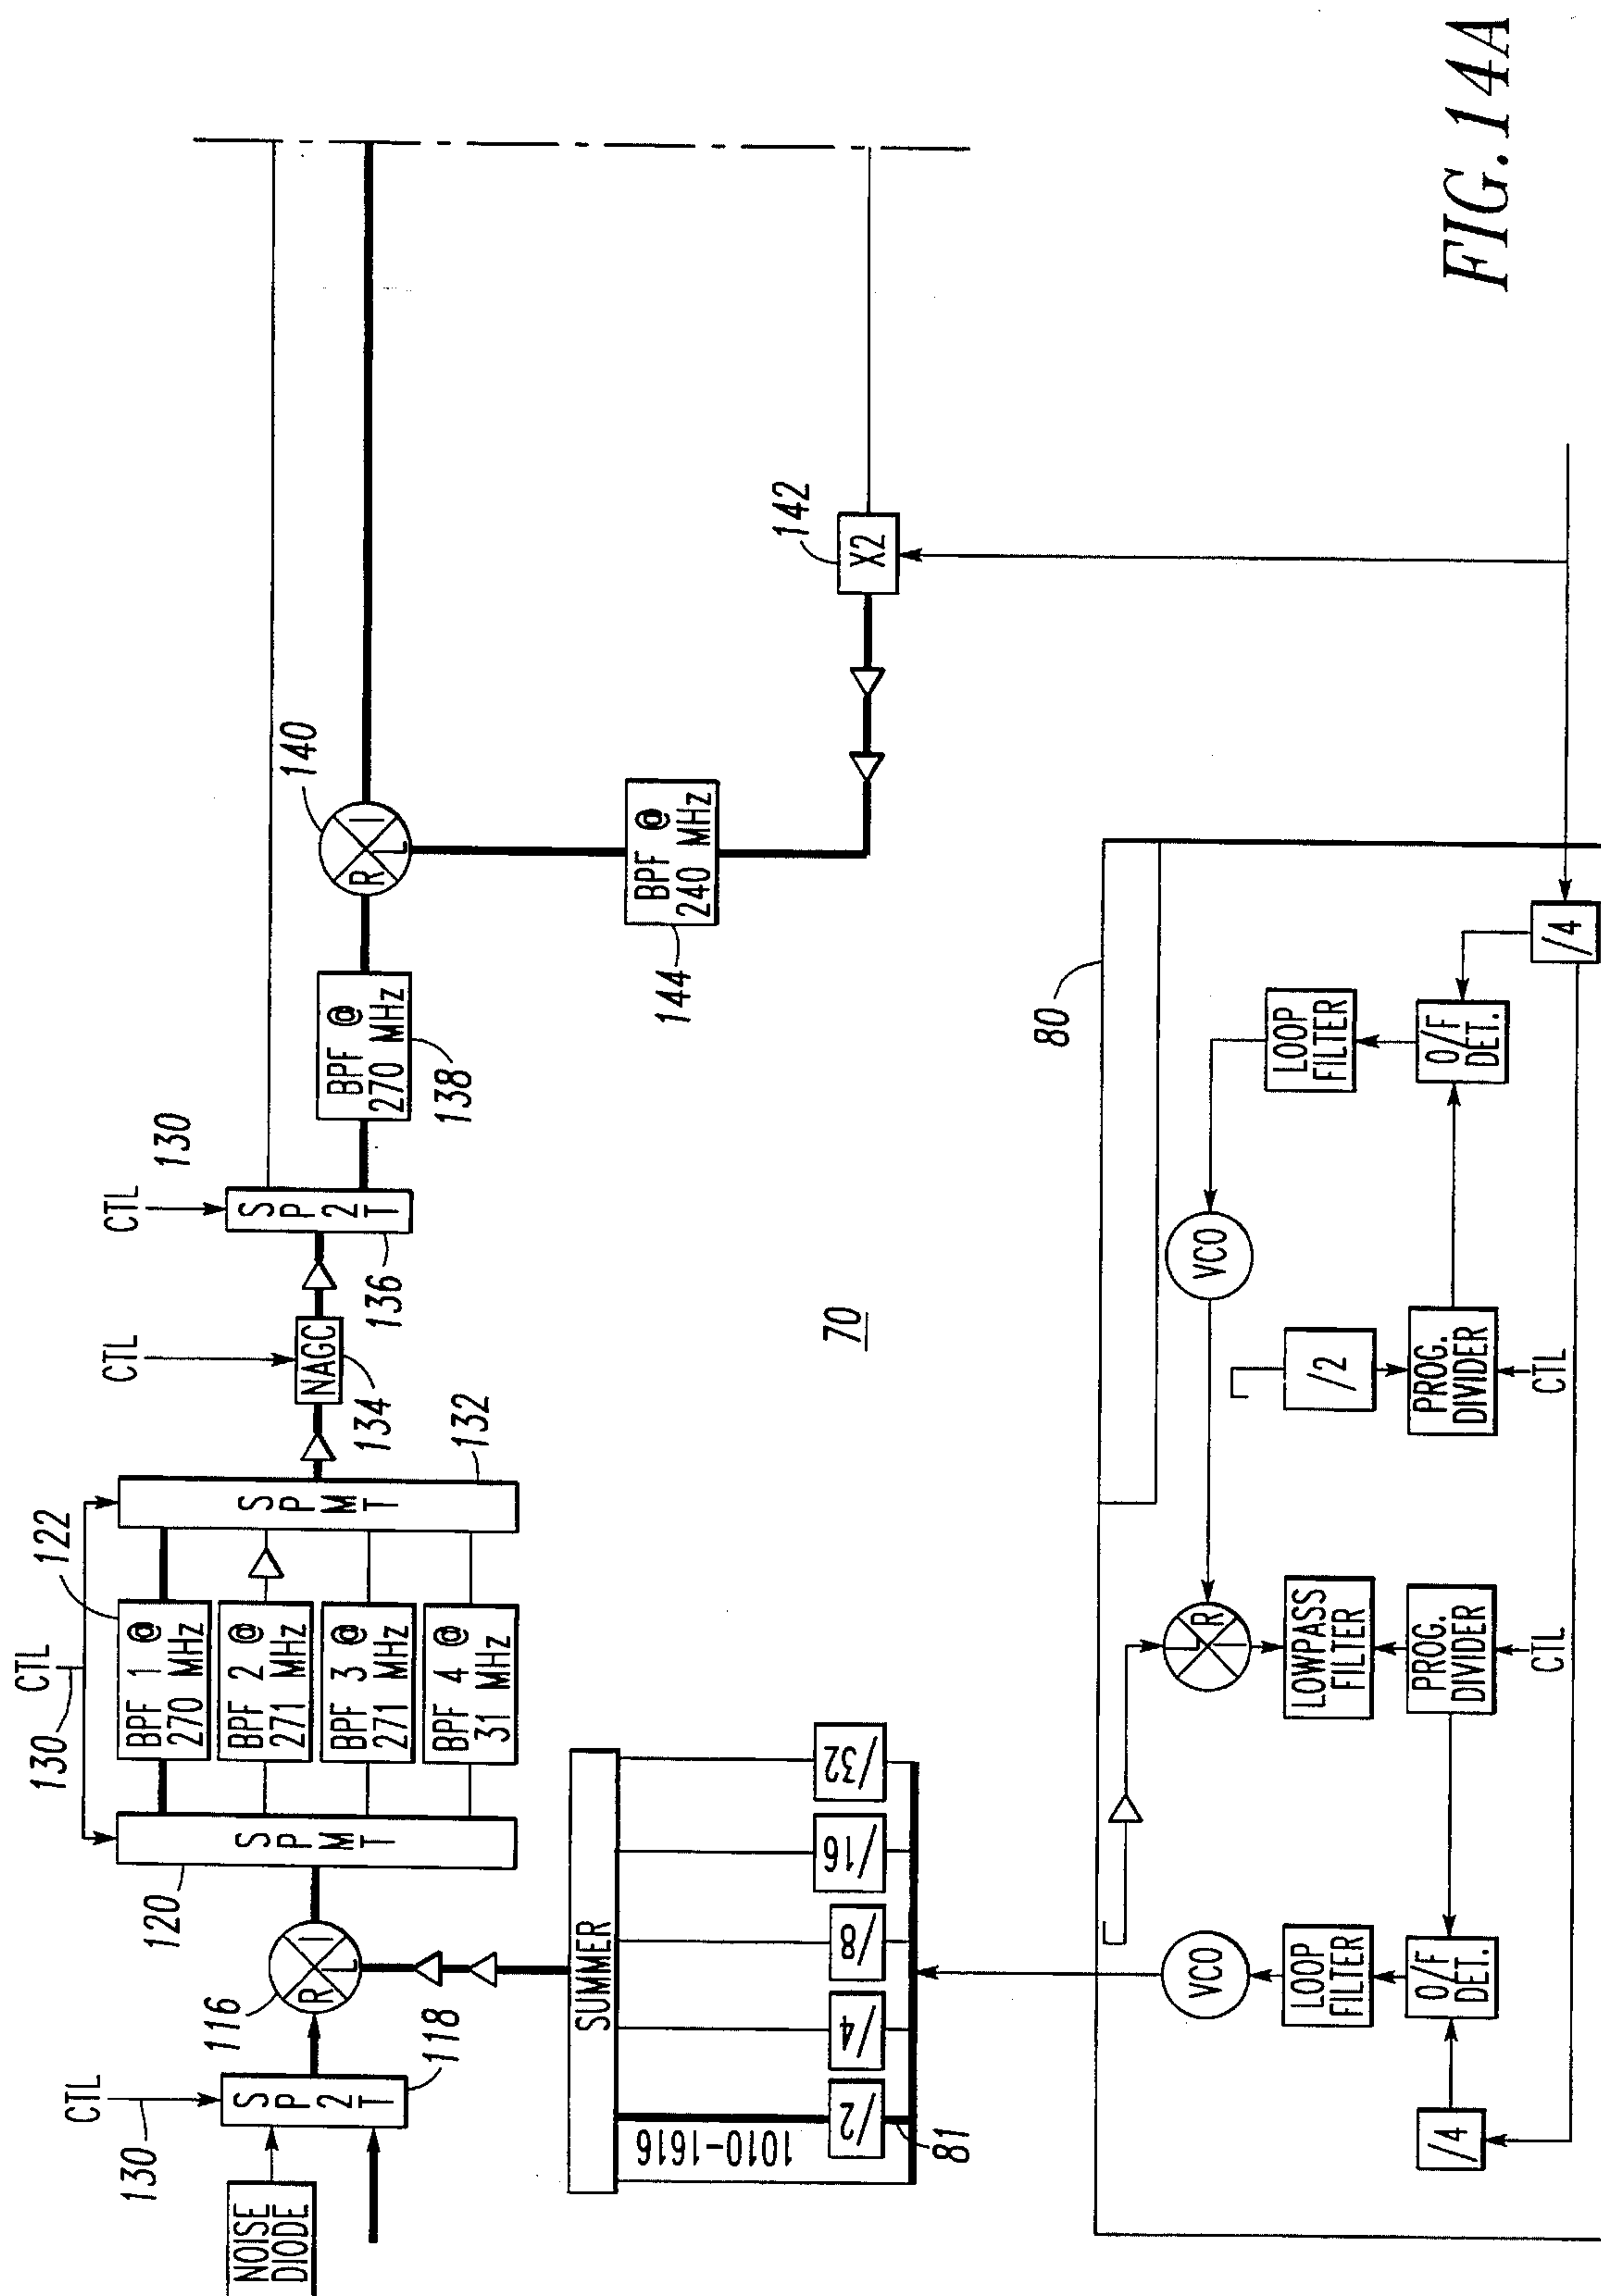 NOISE
DIODE
CTL
130
S
P
2
T
118
116
R
L
I
120
S
P
M
T
CTL
130
122
BPF 1 @
270 MHz
BPF 2 @
271 MHz
BPF 3 @
271 MHz
BPF 4 @
31 MHz
S
P
M
T
132
CTL
NAGC
134
CTL
130
S
P
2
T
136
BPF @
270 MHz
138
140
R
L
I
BPF @
240 MHz
144
X2
142
SUMMER
1010-1616
/2
/4
/8
/16
/32
81
70
80
VCO
LOOP
FILTER
O/F
DET.
/4
L
R
I
LOWPASS
FILTER
PROG.
DIVIDER
CTL
VCO
/2
PROG.
DIVIDER
CTL
LOOP
FILTER
O/F
DET.
/4
FIG. 14A